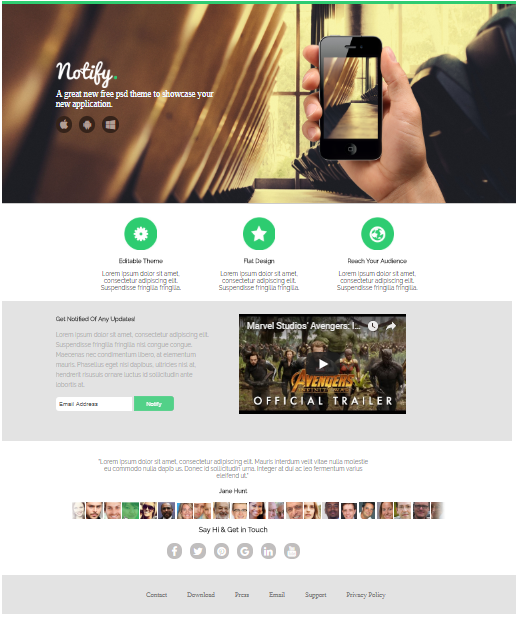 Notify.
A great new free psd theme to showcase your
new application.
Editable Theme
Lorem ipsum dolor sit amet,
consectetur adipiscing elit.
Suspendisse fringilla fringilla.
Flat Design
Lorem ipsum dolor sit amet,
consectetur adipiscing elit.
Suspendisse fringilla fringilla.
Reach Your Audience
Lorem ipsum dolor sit amet,
consectetur adipiscing elit.
Suspendisse fringilla fringilla.
Get Notified Of Any Updates!
Lorem ipsum dolor sit amet, consectetur adipiscing elit.
Suspendisse fringilla fringilla nisl congue congue.
Maecenas nec condimentum libero, at elementum
mauris. Phasellus eget nisl dapibus, ultricies nisl at,
hendrerit risus ornare luctus id sollicitudin ante
lobortis at.
Email Address
Notify
Marvel Studios' Avengers: I...
AVENGERS
OFFICIAL TRAILER
"Lorem ipsum dolor sit amet, consectetur adipiscing elit. Mauris interdum velit vitae nulla molestie
eu commodo nulla dapib us. Donec id sollicitudin urna. Integer at dui ac leo fermentum varius
eleifend ut."
Jane Hunt
Say Hi & Get in Touch
Contact
Download
Press
Email
Support
Privacy Policy